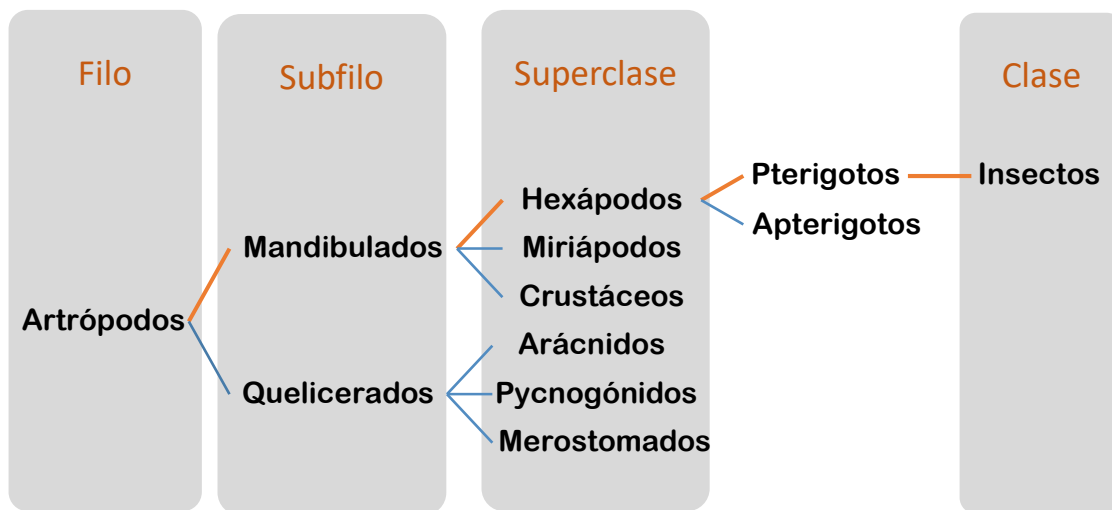 Filo
Subfilo
Superclase
Clase
Pterigotos
Insectos
Hexápodos
Apterigotos
Mandibulados
Miriápodos
Crustáceos
Artrópodos
Arácnidos
Quelicerados
Pycnogónidos
Merostomados